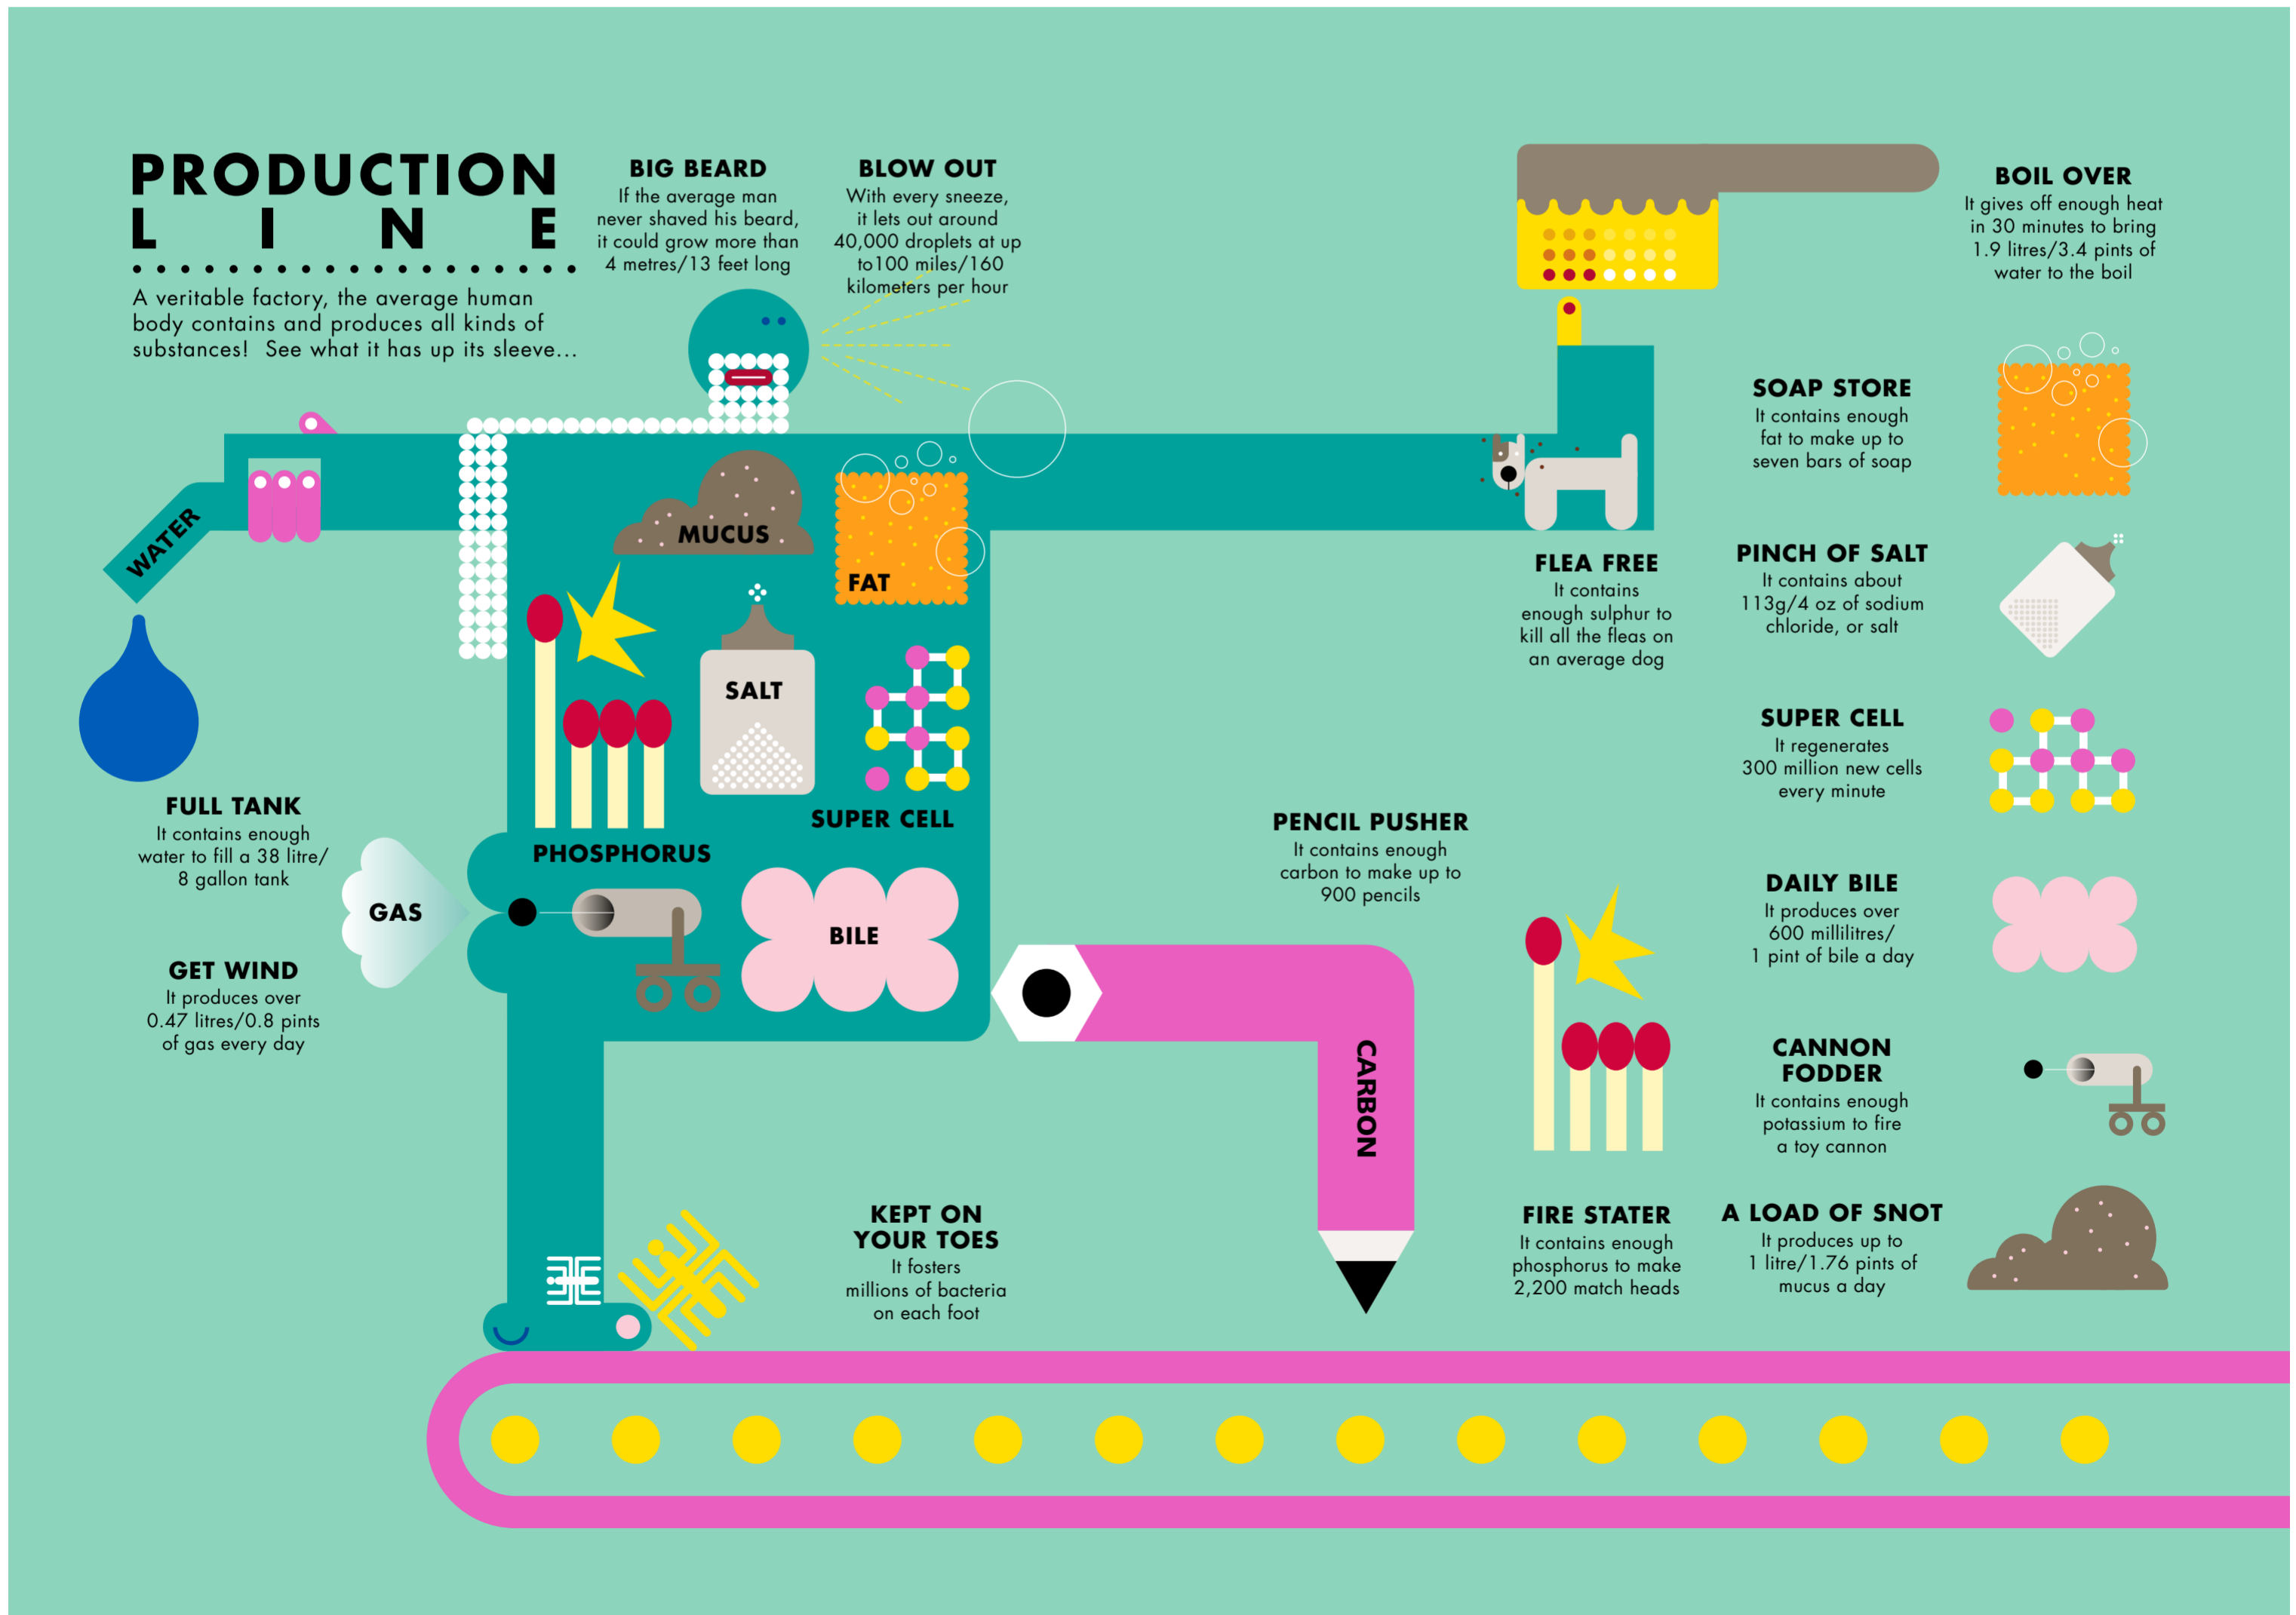 PRODUCTION
LINE
A veritable factory, the average human
body contains and produces all kinds of
substances! See what it has up its sleeve...
BIG BEARD
If the average man
never shaved his beard,
it could grow more than
4 metres/13 feet long
BLOW OUT
With every sneeze,
it lets out around
40,000 droplets at up
to100 miles/160
kilometers per hour
BOIL OVER
It gives off enough heat
in 30 minutes to bring
1.9 litres/3.4 pints of
water to the boil
WATER
MUCUS
FAT
SALT
SUPER CELL
PHOSPHORUS
GAS
BILE
CARBON
FULL TANK
It contains enough
water to fill a 38 litre/
8 gallon tank
GET WIND
It produces over
0.47 litres/0.8 pints
of gas every day
KEPT ON
YOUR TOES
It fosters
millions of bacteria
on each foot
PENCIL PUSHER
It contains enough
carbon to make up to
900 pencils
FLEA FREE
It contains
enough sulphur to
kill all the fleas on
an average dog
FIRE STATER
It contains enough
phosphorus to make
2,200 match heads
SOAP STORE
It contains enough
fat to make up to
seven bars of soap
PINCH OF SALT
It contains about
113g/4 oz of sodium
chloride, or salt
SUPER CELL
It regenerates
300 million new cells
every minute
DAILY BILE
It produces over
600 millilitres/
1 pint of bile a day
CANNON
FODDER
It contains enough
potassium to fire
a toy cannon
A LOAD OF SNOT
It produces up to
1 litre/1.76 pints of
mucus a day